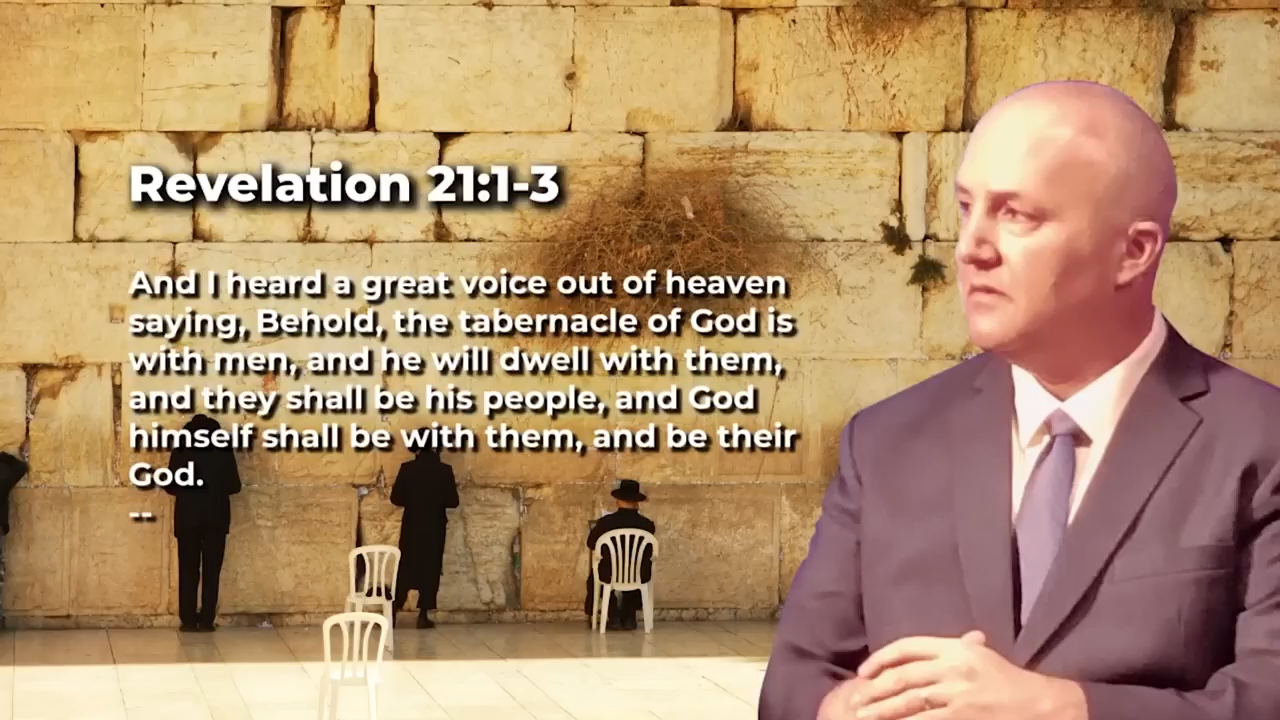 Revelation 21:1-3
And I heard a great voice out of heaven
saying, Behold, the tabernacle of God is
with men, and he will dwell with them,
and they shall be his people, and God
himself shall be with them, and be their
God.
--